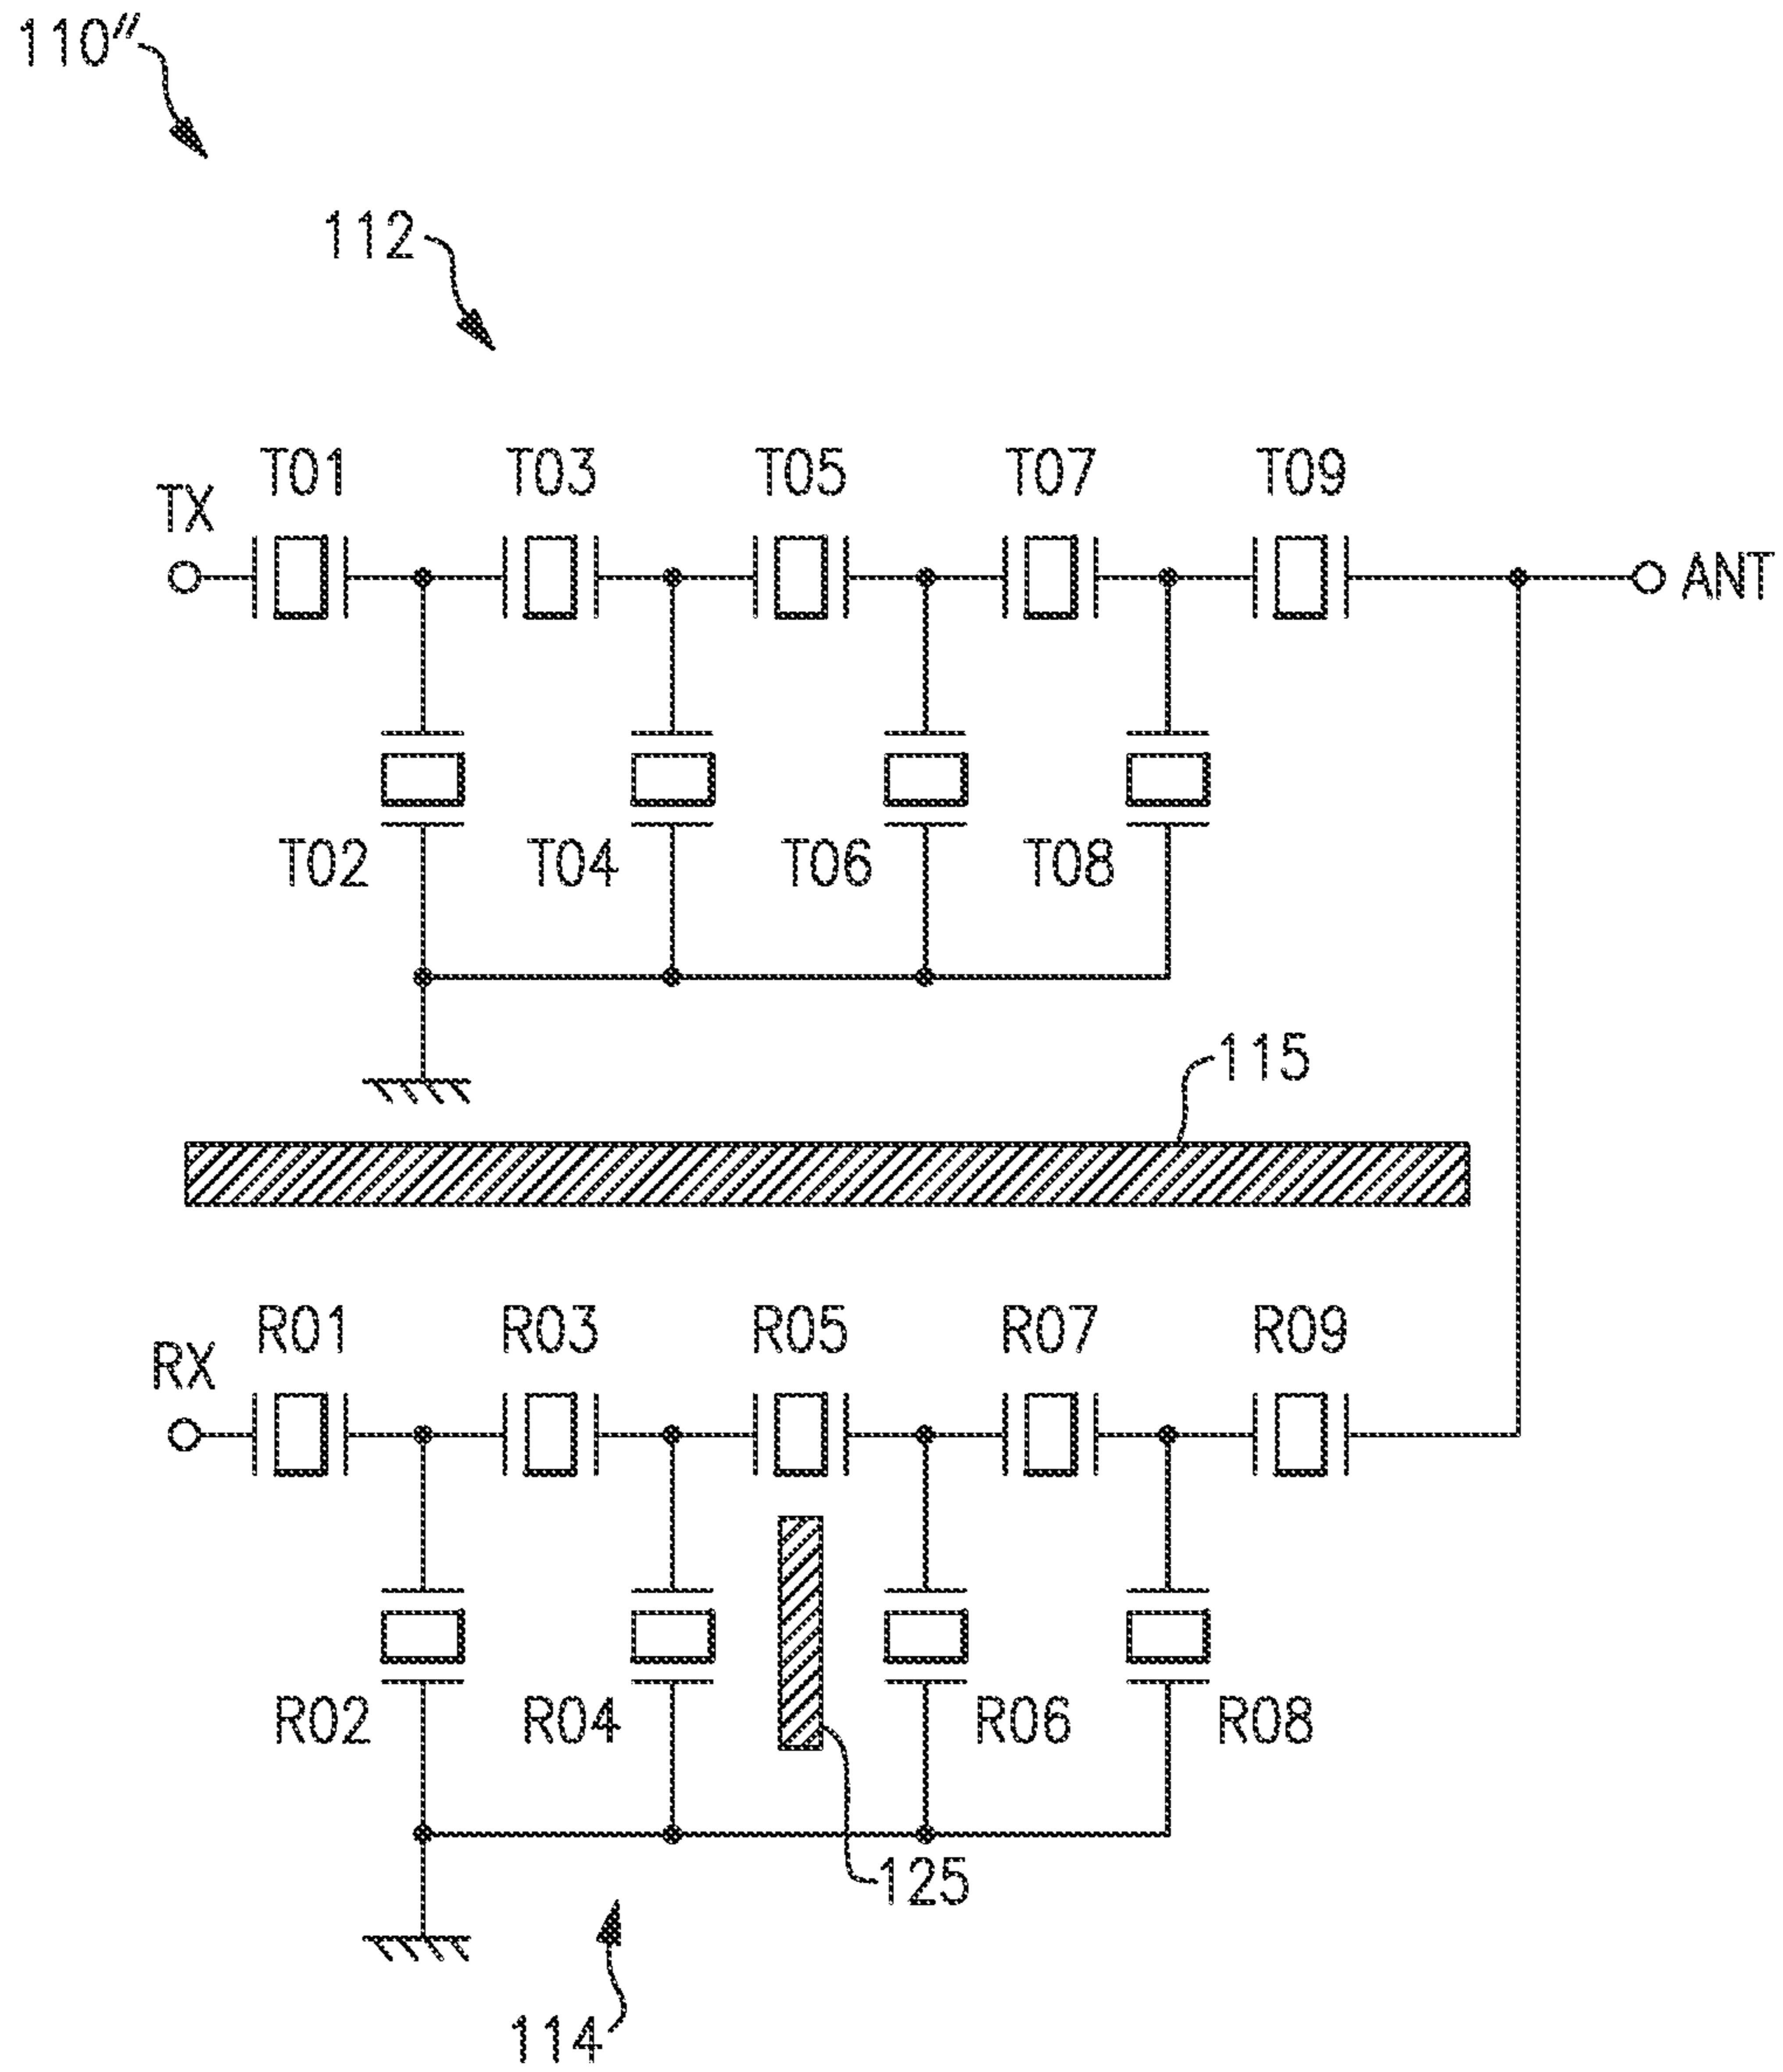 110"
112
T01 T03 T05 T07 T09
TX
ANT
T02 T04 T06 T08
115
R01 R03 R05 R07 R09
RX
R02 R04 R06 R08
125
114